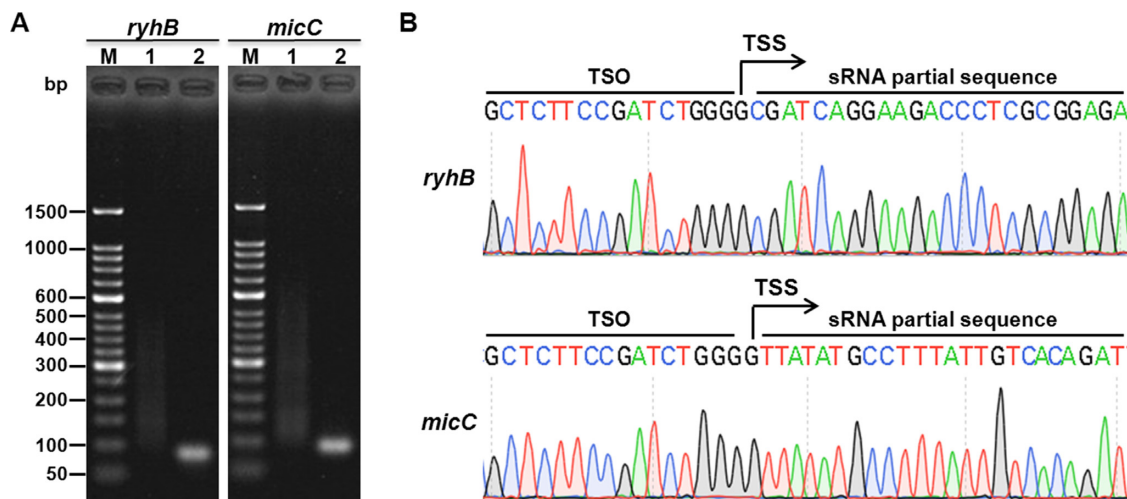 A
ryhB
micC
M 1 2
M 1 2
bp
1500
1000
600
500
400
300
200
100
50
B
TSS
TSO
sRNA partial sequence
GCTCTTCCGATCTGGGGCGATCAGGAAGACCCTCGCGGAGA
ryhB
TSS
TSO
sRNA partial sequence
GCTCTTCCGATCTGGGGTTATATGCCTTTATTGTCACAGAT
micC